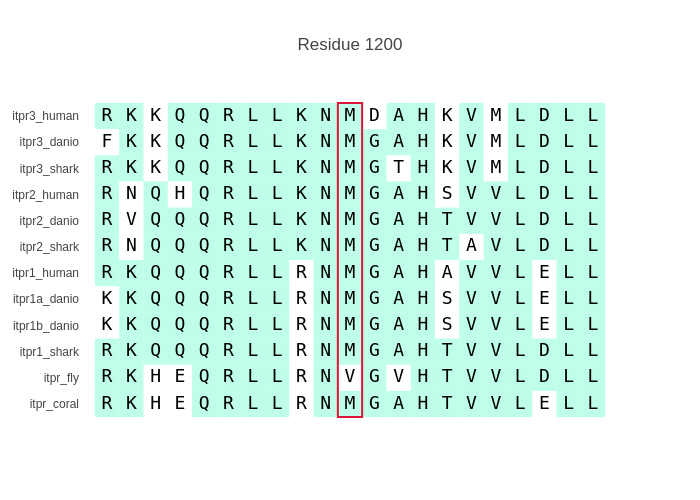 Residue 1200
itpr3_human R K K Q Q R L L K N M D A H K V M L D L L
itpr3_danio F K K Q Q R L L K N M G A H K V M L D L L
itpr3_shark R K K Q Q R L L K N M G T H K V M L D L L
itpr2_human R N Q H Q R L L K N M G A H S V V L D L L
itpr2_danio R V Q Q Q R L L K N M G A H T V V L D L L
itpr2_shark R N Q Q Q R L L K N M G A H T A V L D L L
itpr1_human R K Q Q Q R L L R N M G A H A V V L E L L
itpr1a_danio K K Q Q Q R L L R N M G A H S V V L E L L
itpr1b_danio K K Q Q Q R L L R N M G A H S V V L E L L
itpr1_shark R K Q Q Q R L L R N M G A H T V V L D L L
itpr_fly R K H E Q R L L R N V G V H T V V L D L L
itpr_coral R K H E Q R L L R N M G A H T V V L E L L